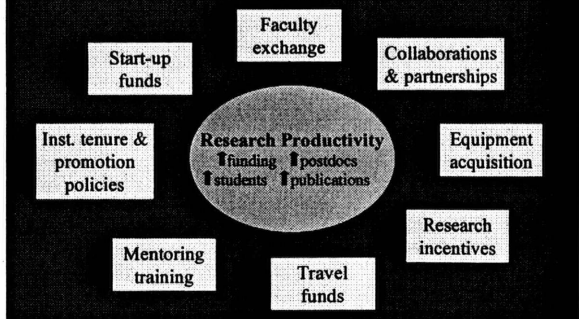 Faculty
exchange
Start-up
funds
Collaborations
& partnerships
Inst. tenure &
promotion
policies
Research Productivity
⬆funding ⬆postdocs
⬆students ⬆publications
Equipment
acquisition
Research
incentives
Mentoring
training
Travel
funds